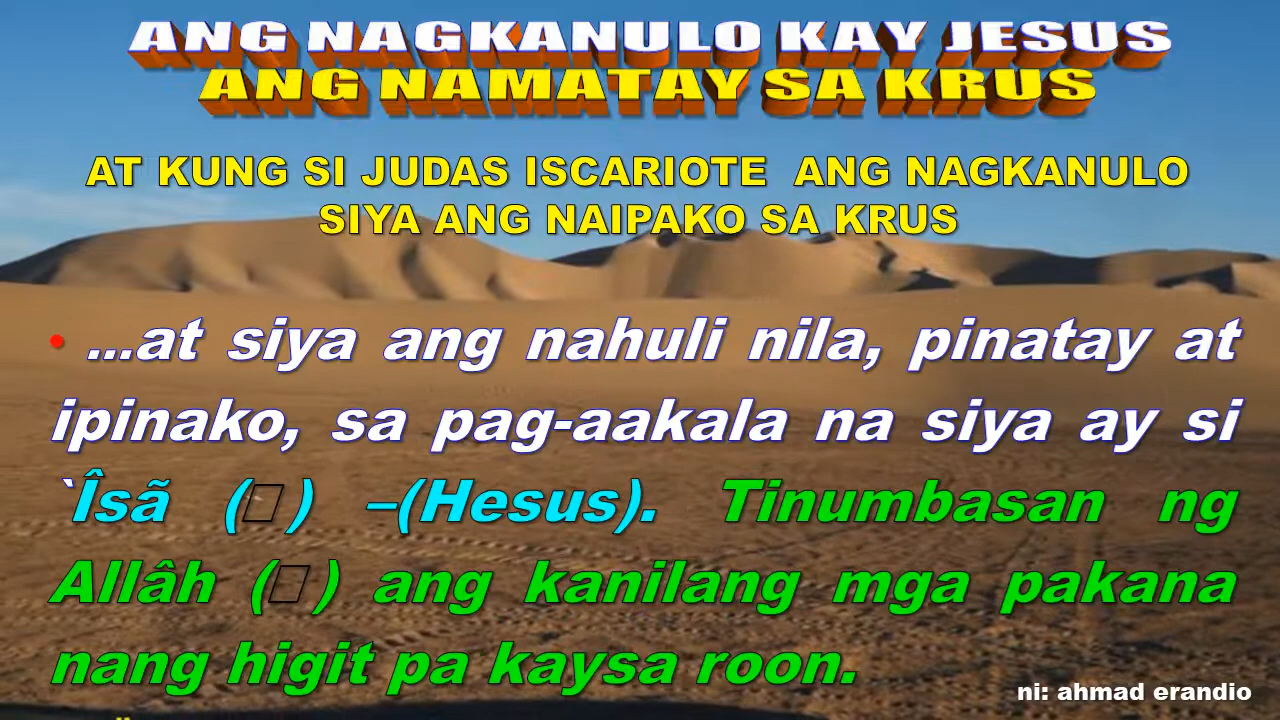 ANG NAGKANULO KAY JESUS
ANG NAMATAY SA KRUS
AT KUNG SI JUDAS ISCARIOTE ANG NAGKANULO
SIYA ANG NAIPAKO SA KRUS
• ...at siya ang nahuli nila, pinatay at
ipinako, sa pag-aakala na siya ay si
`Îsã (□) –(Hesus). Tinumbasan ng
Allâh (□) ang kanilang mga pakana
nang higit pa kaysa roon.
ni: ahmad erandio